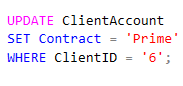 UPDATE ClientAccount
SET Contract = 'Prime'
WHERE ClientID = '6';